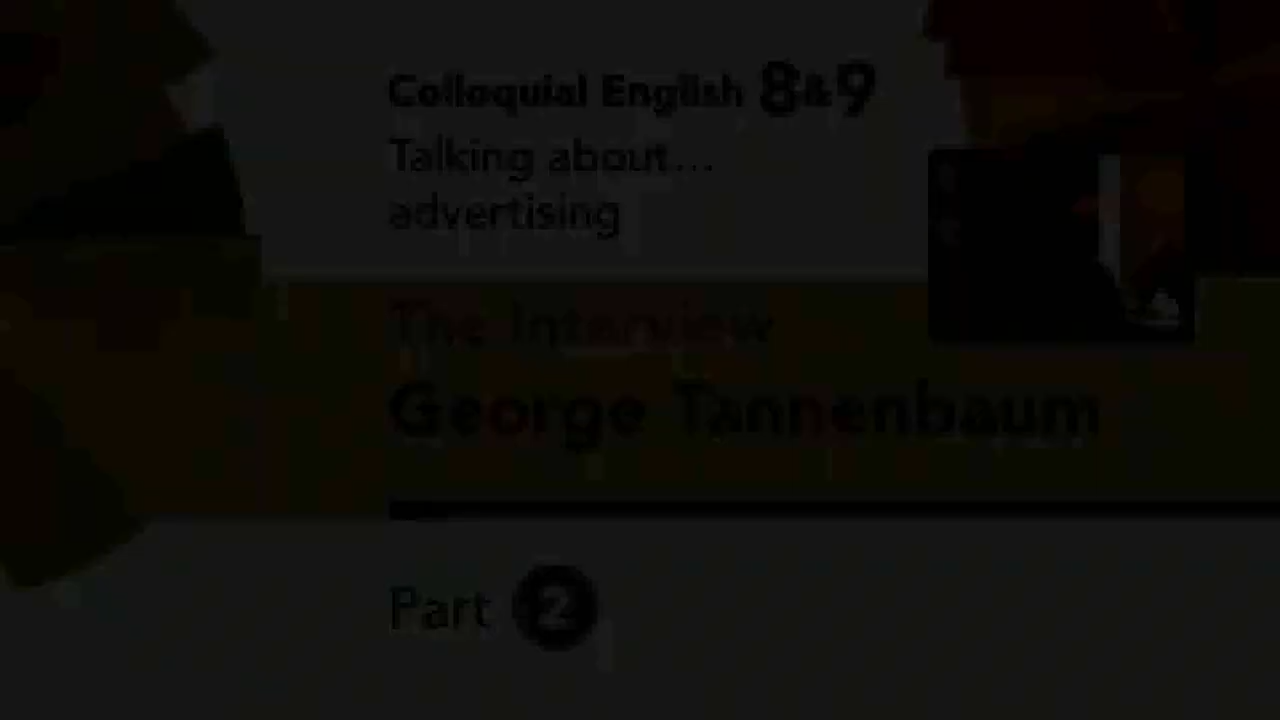 Colloquial English 8&9
Talking about...
advertising
The Interview
George Tannenbaum
Part 2